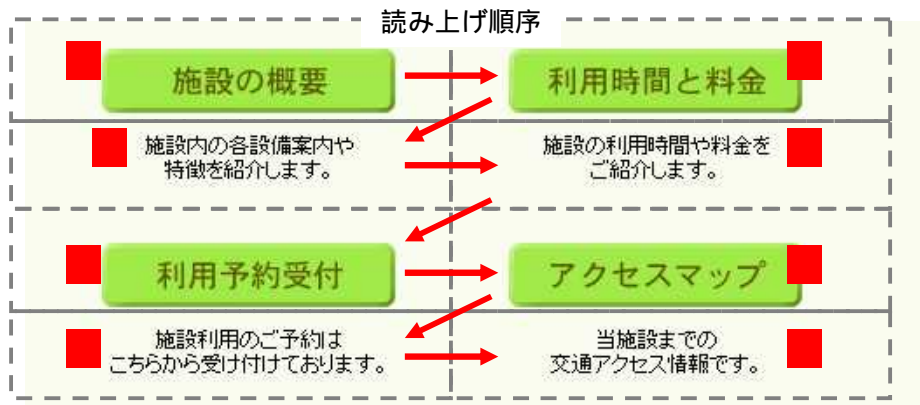 読み上げ順序
施設の概要
利用時間と料金
施設内の各設備案内や
特徴を紹介します。
施設の利用時間や料金を
ご紹介します。
利用予約受付
アクセスマップ
施設利用のご予約は
こちらから受け付けております。
当施設までの
交通アクセス情報です。